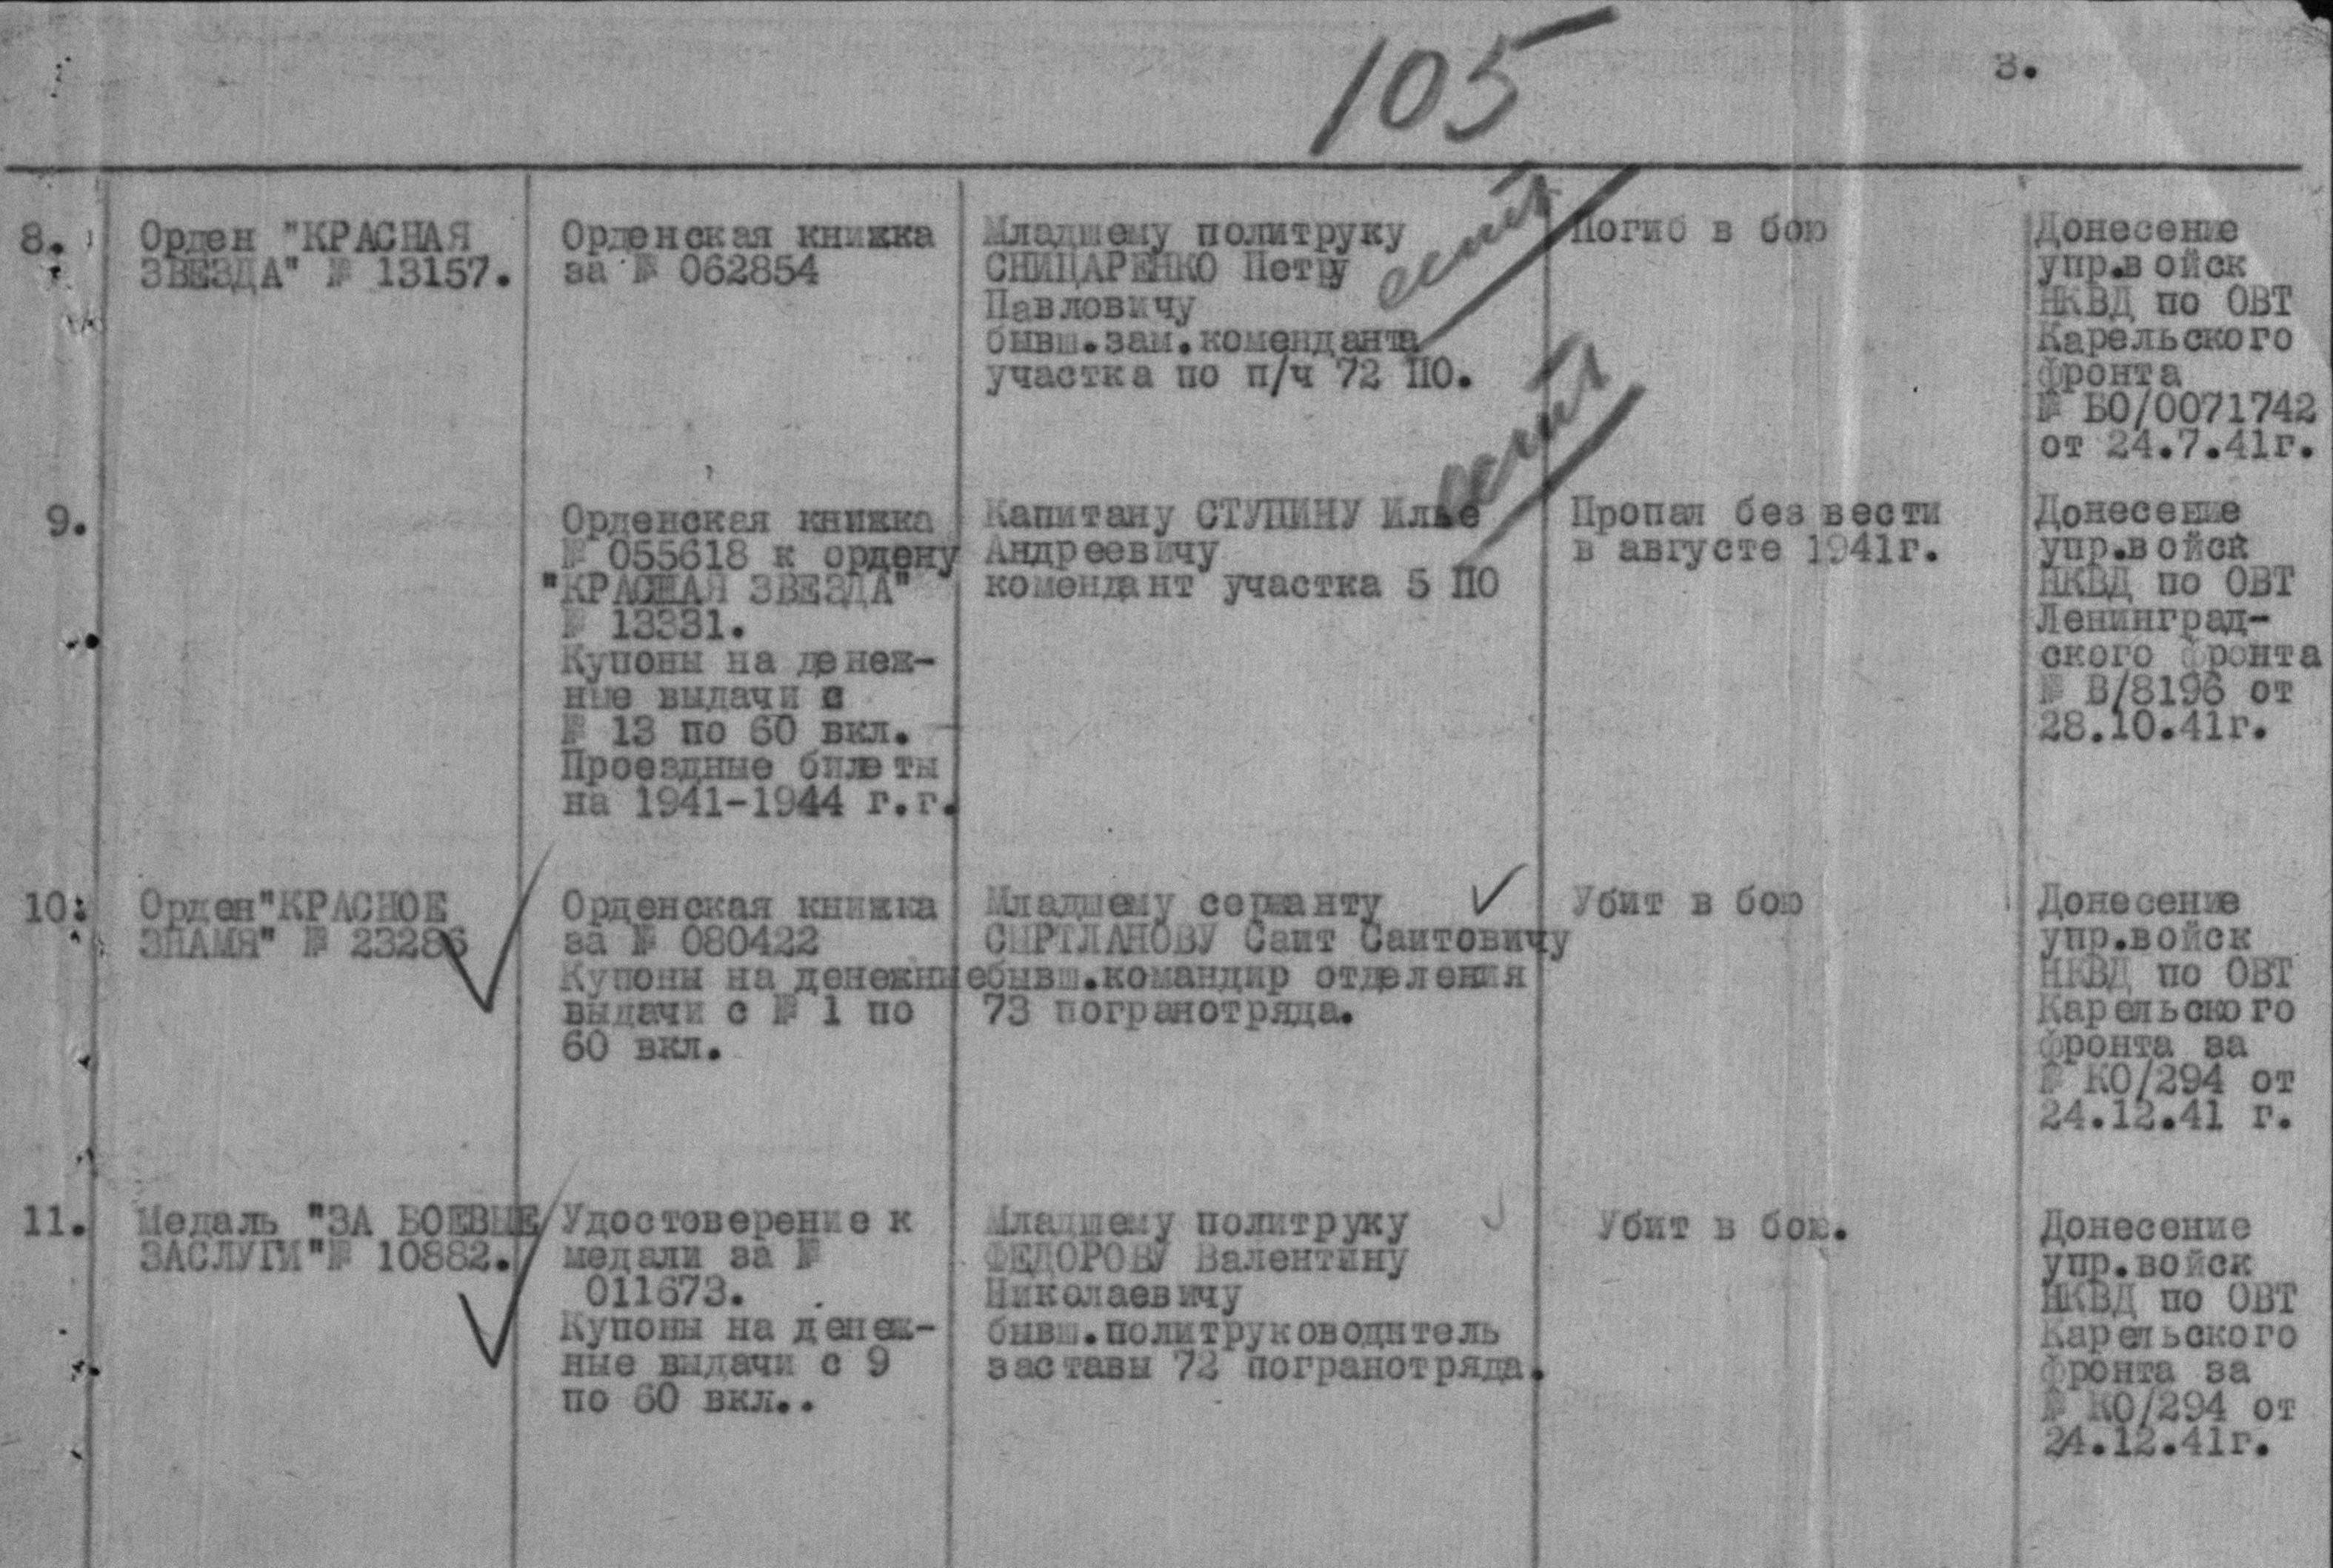 105
3.
8.
Орден "КРАСНАЯ
ЗВЕЗДА" № 13157.
Орденская книжка
за № 062854
Младшему политруку
СНИЦАРЕНКО Петру
Павловичу
бывш.зам.коменданта
участка по п/ч 72 ПО.
Погиб в бою
Донесение
упр.войск
НКВД по ОВТ
Карельского
фронта
№ БО/0071742
от 24.7.41г.
9.
Орденская книжка
№ 055618 к ордену
"КРАСНАЯ ЗВЕЗДА"
№ 13331.
Купоны на денеж-
ные выдачи с
№ 13 по 60 вкл.
Проездные билеты
на 1941-1944 г.г.
Капитану СТУПИНУ Илье
Андреевичу
комендант участка 5 ПО
Пропал без вести
в августе 1941г.
Донесение
упр.войск
НКВД по ОВТ
Ленинград-
ского фронта
№ В/8196 от
28.10.41г.
10.
Орден"КРАСНОЕ
ЗНАМЯ" № 23286
Орденская книжка
за № 080422
Купоны на денежные
выдачи с № 1 по
60 вкл.
Младшему сержанту
СЫРТЛАНОВУ Саит Саитовичу
бывш.командир отделения
73 погранотряда.
Убит в бою
Донесение
упр.войск
НКВД по ОВТ
Карельского
фронта за
№ КО/294 от
24.12.41 г.
11.
Медаль "ЗА БОЕВЫЕ
ЗАСЛУГИ"№ 10882.
Удостоверение к
медали за №
011673.
Купоны на денеж-
ные выдачи с 9
по 60 вкл..
Младшему политруку
ФЕДОРОВУ Валентину
Николаевичу
бывш.политруководитель
заставы 72 погранотряда.
Убит в бою.
Донесение
упр.войск
НКВД по ОВТ
Карельского
фронта за
№ КО/294 от
24.12.41г.